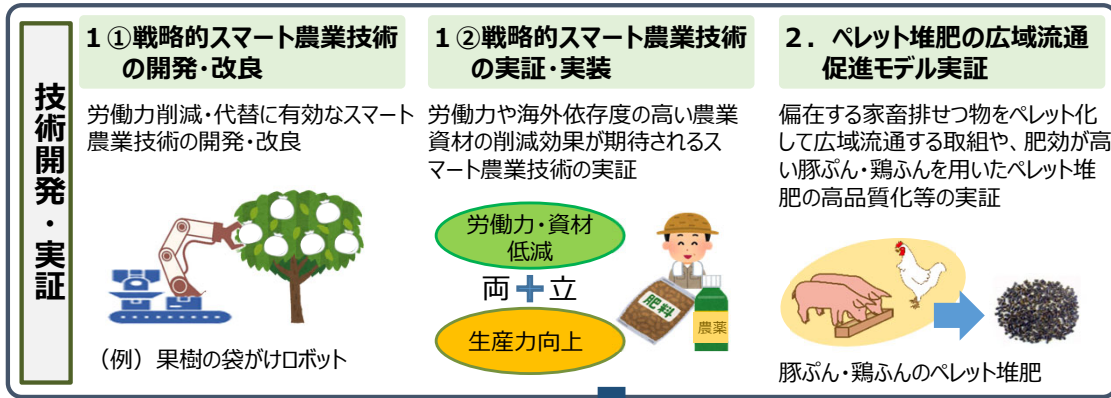 技術開発・実証
1①戦略的スマート農業技術
の開発・改良
労働力削減・代替に有効なスマート
農業技術の開発・改良
（例）果樹の袋がけロボット
1②戦略的スマート農業技術
の実証・実装
労働力や海外依存度の高い農業
資材の削減効果が期待されるス
マート農業技術の実証
労働力・資材
低減
両 立
生産力向上
肥料
農薬
2．ペレット堆肥の広域流通
促進モデル実証
偏在する家畜排せつ物をペレット化
して広域流通する取組や、肥効が高
い豚ぷん・鶏ふんを用いたペレット堆
肥の高品質化等の実証
豚ぷん・鶏ふんのペレット堆肥